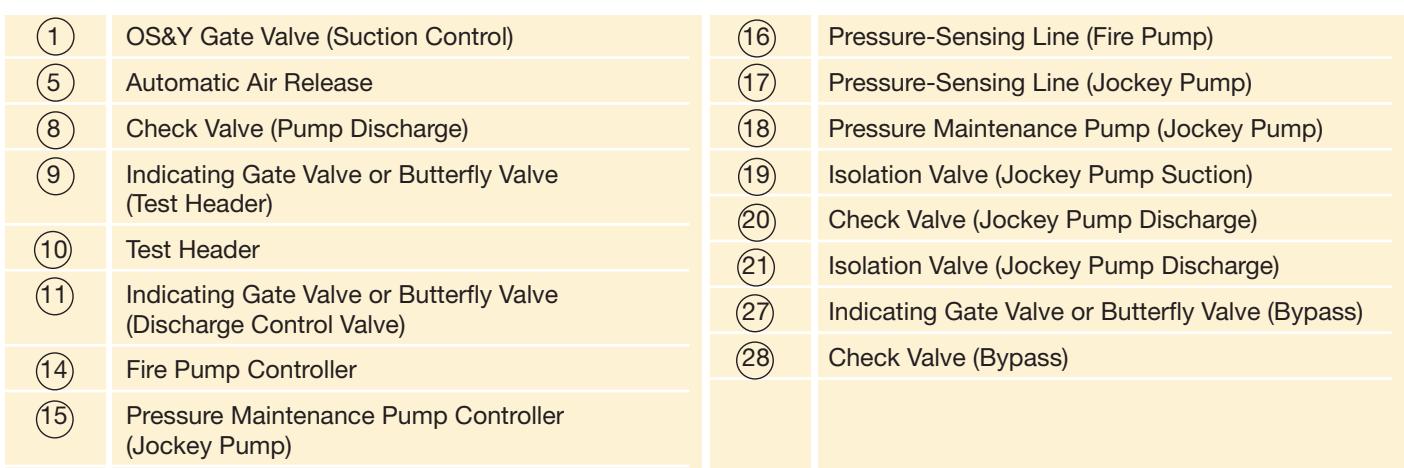 1 OS&Y Gate Valve (Suction Control)
5 Automatic Air Release
8 Check Valve (Pump Discharge)
9 Indicating Gate Valve or Butterfly Valve
(Test Header)
10 Test Header
11 Indicating Gate Valve or Butterfly Valve
(Discharge Control Valve)
14 Fire Pump Controller
15 Pressure Maintenance Pump Controller
(Jockey Pump)
16 Pressure-Sensing Line (Fire Pump)
17 Pressure-Sensing Line (Jockey Pump)
18 Pressure Maintenance Pump (Jockey Pump)
19 Isolation Valve (Jockey Pump Suction)
20 Check Valve (Jockey Pump Discharge)
21 Isolation Valve (Jockey Pump Discharge)
27 Indicating Gate Valve or Butterfly Valve (Bypass)
28 Check Valve (Bypass)